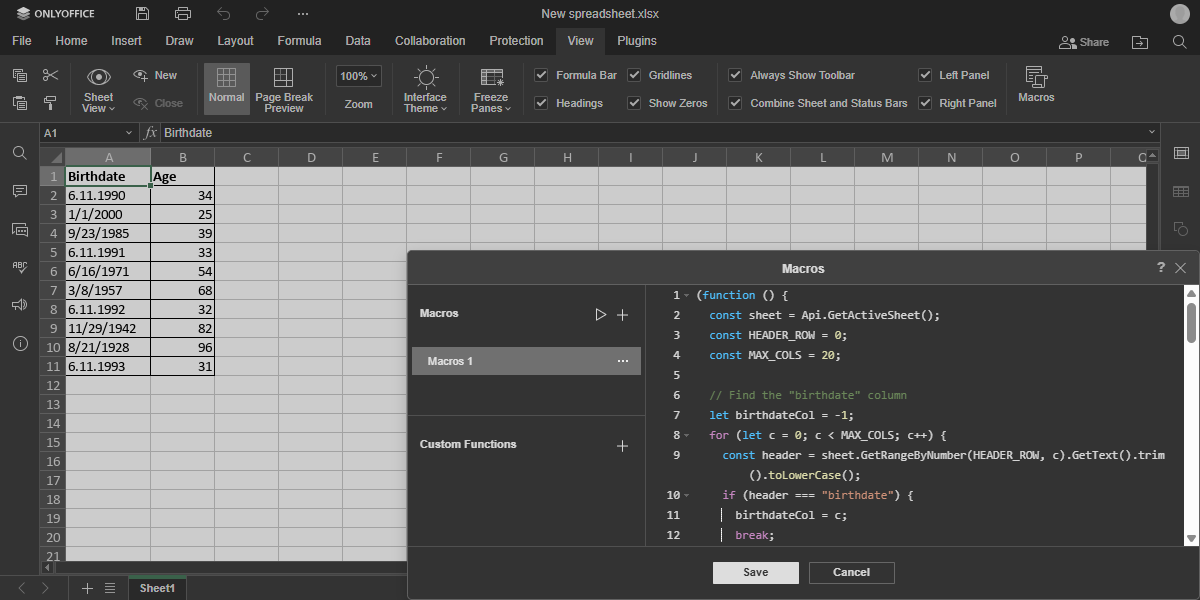 ONLYOFFICE
New spreadsheet.xlsx
File Home Insert Draw Layout Formula Data Collaboration Protection View Plugins Share
Sheet View New Close Normal Page Break Preview 100% Zoom Interface Theme Freeze Panes Formula Bar Headings Gridlines Show Zeros Always Show Toolbar Combine Sheet and Status Bars Left Panel Right Panel Macros
A1 fx Birthdate
A B C D E F G H I J K L M N O P Q
1 Birthdate Age
2 6.11.1990 34
3 1/1/2000 25
4 9/23/1985 39
5 6.11.1991 33
6 6/16/1971 54
7 3/8/1957 68
8 6.11.1992 32
9 11/29/1942 82
10 8/21/1928 96
11 6.11.1993 31
12
13
14
15
16
17
18
19
20
21
ABC
Macros ?
Macros
Macros 1 ...
Custom Functions
1 (function () {
2 const sheet = Api.GetActiveSheet();
3 const HEADER_ROW = 0;
4 const MAX_COLS = 20;
5
6 // Find the "birthdate" column
7 let birthdateCol = -1;
8 for (let c = 0; c < MAX_COLS; c++) {
9 const header = sheet.GetRangeByNumber(HEADER_ROW, c).GetText().trim
().toLowerCase();
10 if (header === "birthdate") {
11 birthdateCol = c;
12 break;
Save Cancel
Sheet1